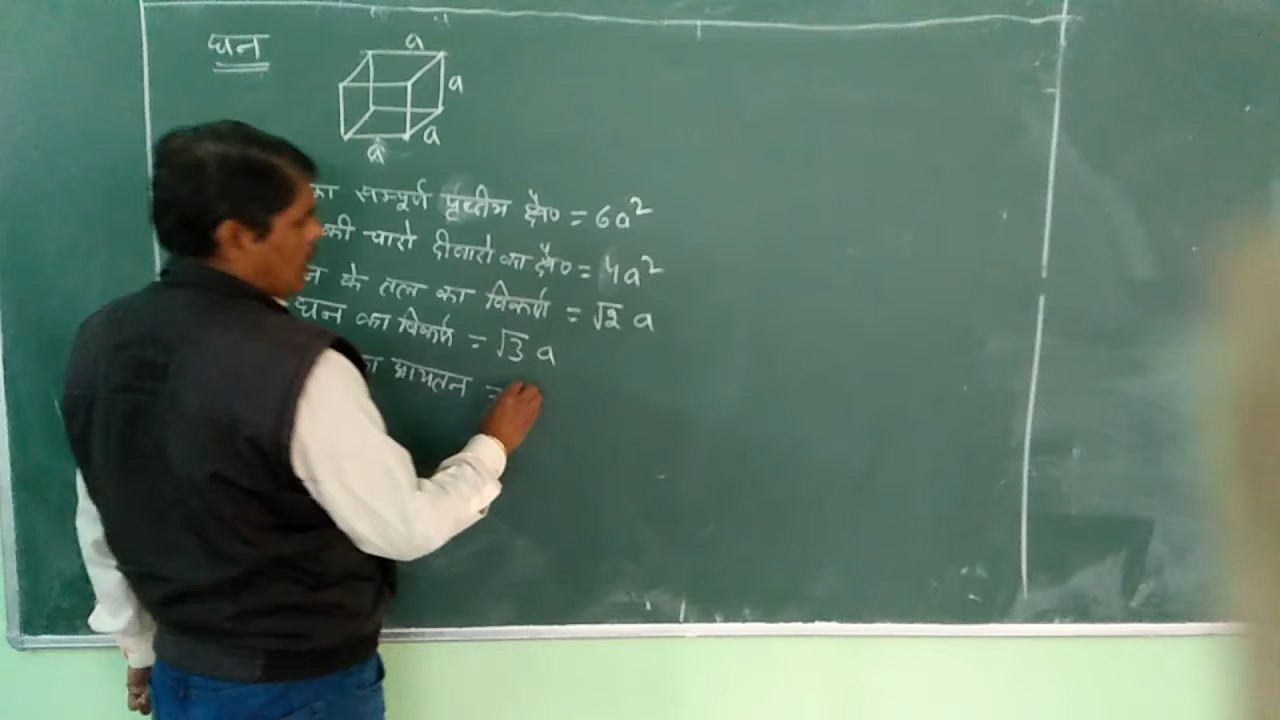 घन
a
a
a
a
का सम्पूर्ण पृष्ठीय क्षे० = 6a²
की चारो दीवारो का क्षे० = 4a²
न के तल का विकर्ण = √2 a
घन का विकर्ण = √3 a
का आयतन =